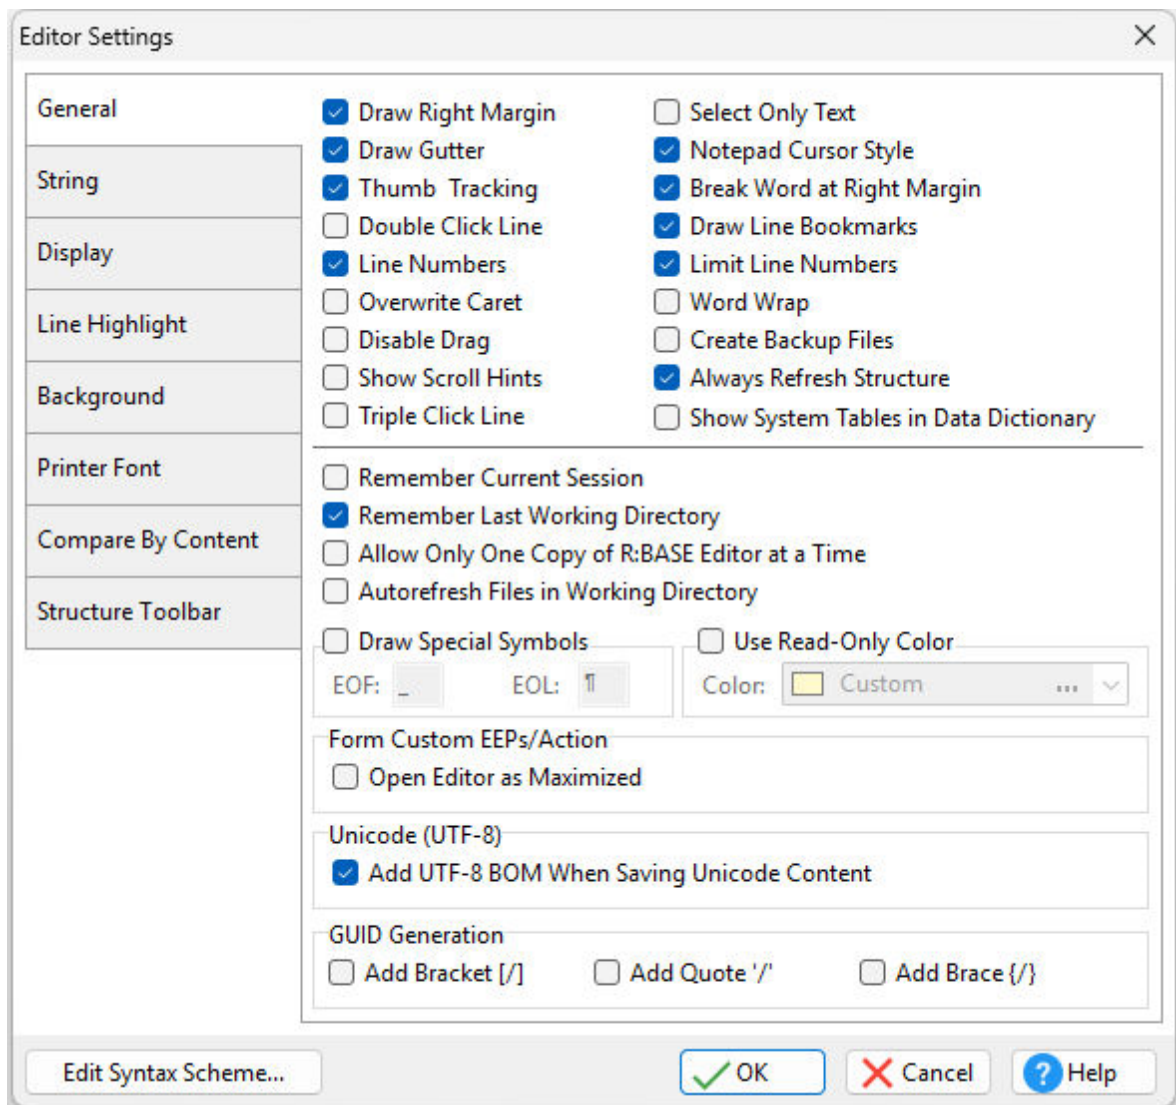 Editor Settings
General
String
Display
Line Highlight
Background
Printer Font
Compare By Content
Structure Toolbar
Draw Right Margin
Draw Gutter
Thumb  Tracking
Double Click Line
Line Numbers
Overwrite Caret
Disable Drag
Show Scroll Hints
Triple Click Line
Select Only Text
Notepad Cursor Style
Break Word at Right Margin
Draw Line Bookmarks
Limit Line Numbers
Word Wrap
Create Backup Files
Always Refresh Structure
Show System Tables in Data Dictionary
Remember Current Session
Remember Last Working Directory
Allow Only One Copy of R:BASE Editor at a Time
Autorefresh Files in Working Directory
Draw Special Symbols
EOF: _ EOL: ¶
Use Read-Only Color
Color: Custom ...
Form Custom EEPs/Action
Open Editor as Maximized
Unicode (UTF-8)
Add UTF-8 BOM When Saving Unicode Content
GUID Generation
Add Bracket [/] Add Quote '/' Add Brace {/}
Edit Syntax Scheme... OK Cancel ? Help